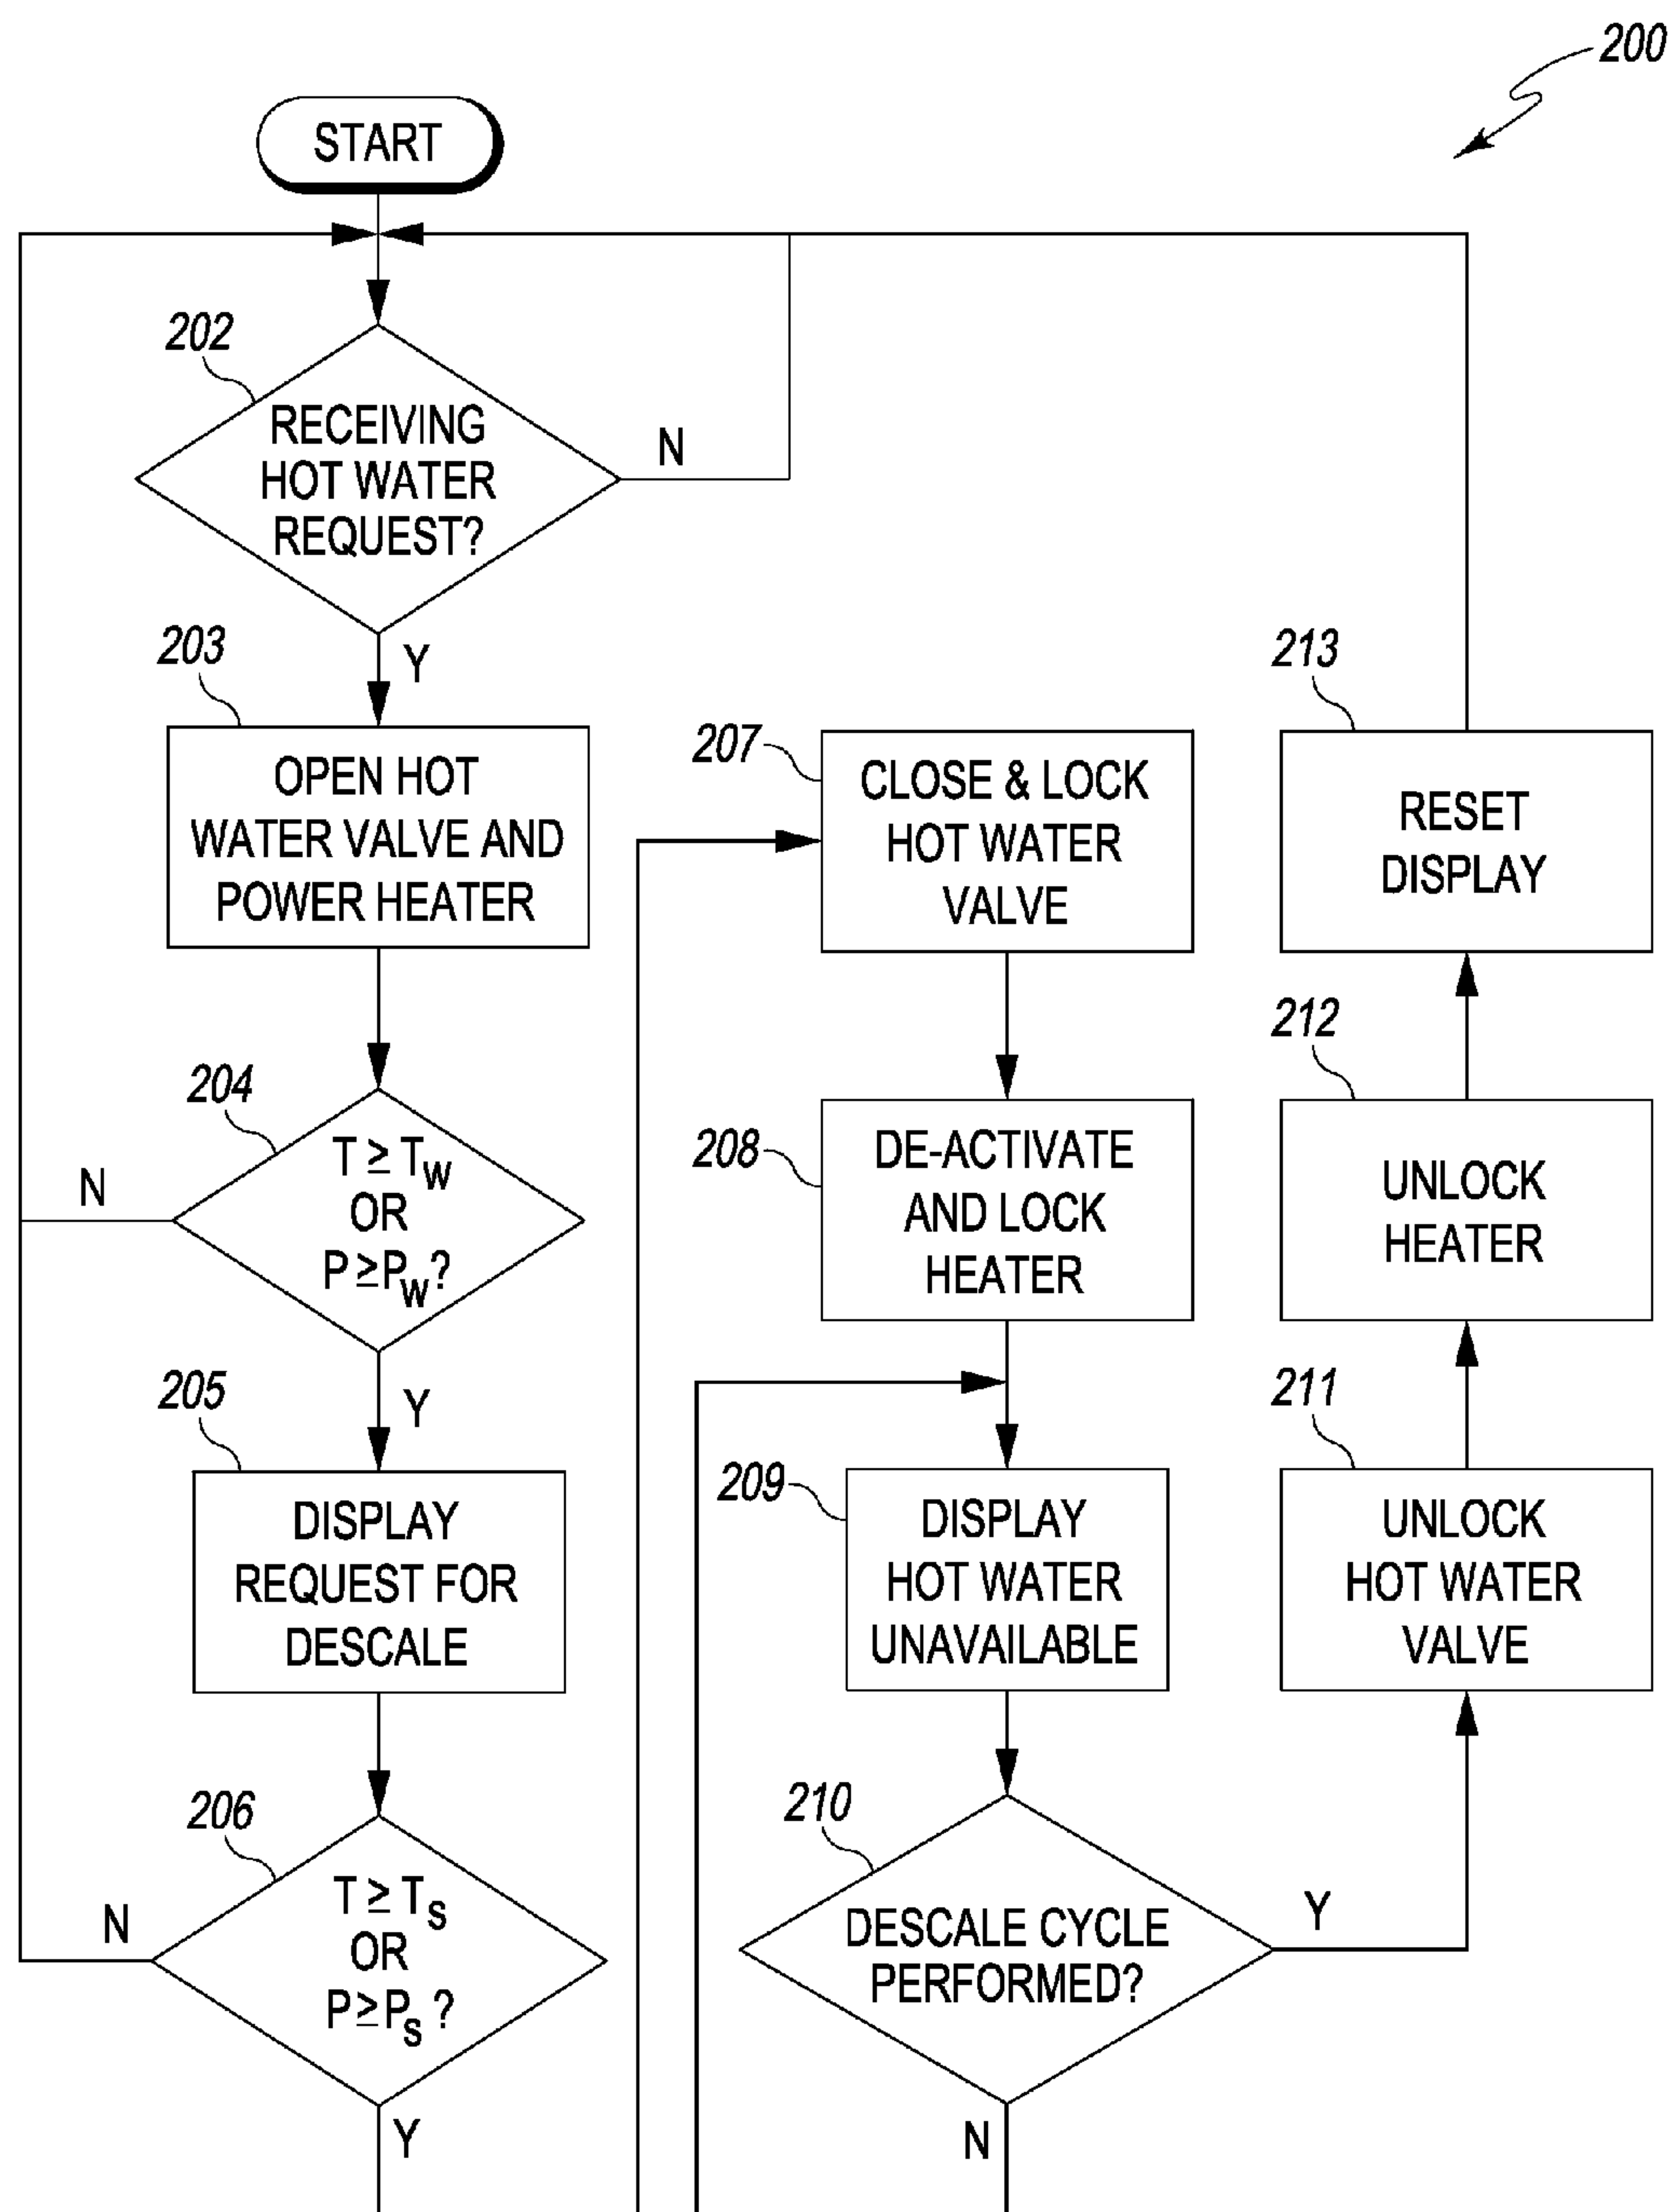 200
START
202
RECEIVING
HOT WATER
REQUEST?
N
Y
203
OPEN HOT
WATER VALVE AND
POWER HEATER
204
T ≥ TW
OR
P ≥ PW?
N
Y
205
DISPLAY
REQUEST FOR
DESCALE
206
T ≥ TS
OR
P ≥ PS ?
N
Y
207
CLOSE & LOCK
HOT WATER
VALVE
208
DE-ACTIVATE
AND LOCK
HEATER
209
DISPLAY
HOT WATER
UNAVAILABLE
210
DESCALE CYCLE
PERFORMED?
Y
N
211
UNLOCK
HOT WATER
VALVE
212
UNLOCK
HEATER
213
RESET
DISPLAY